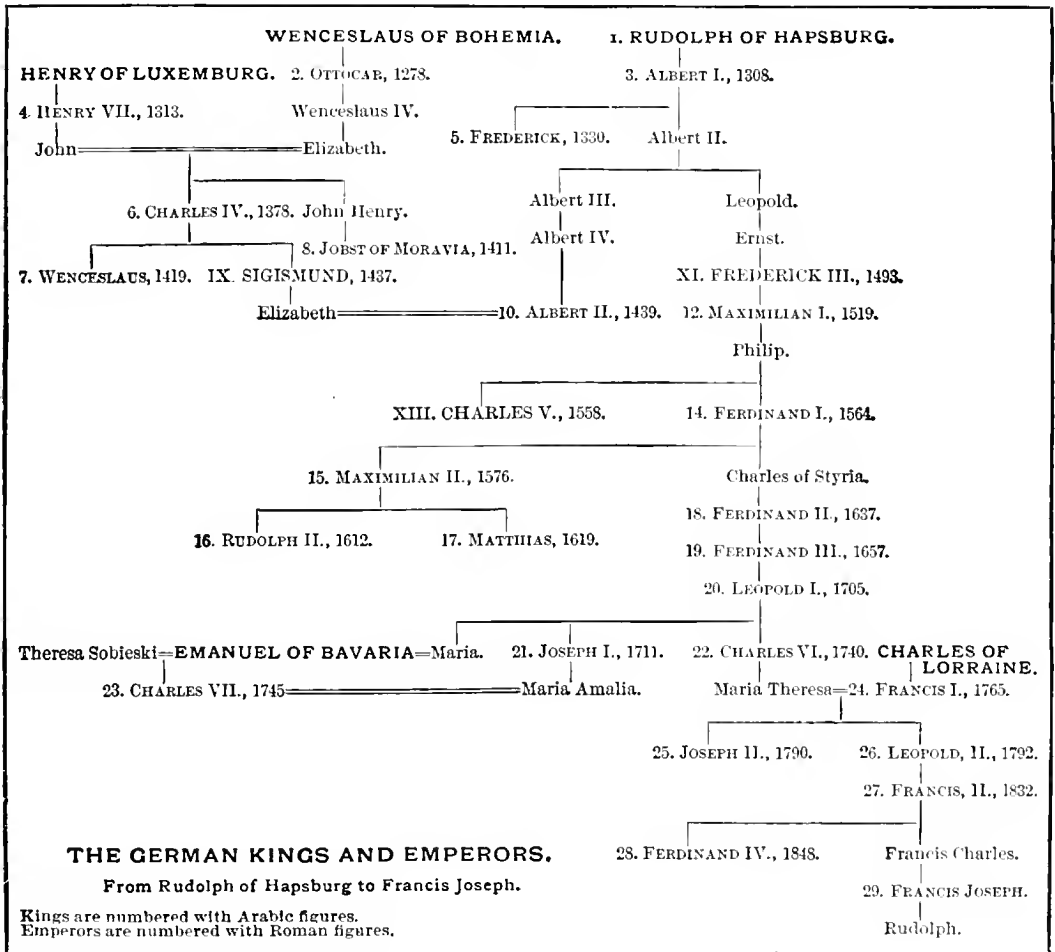 WENCESLAUS OF BOHEMIA. 1. RUDOLPH OF HAPSBURG.
HENRY OF LUXEMBURG. 2. OTTOCAR, 1278. 3. ALBERT I., 1308.
4. HENRY VII., 1313. Wenceslaus IV.
5. FREDERICK, 1330. Albert II.
John Elizabeth.
Albert III. Leopold.
6. CHARLES IV., 1378. John Henry.
Albert IV. Ernst.
8. JOBST OF MORAVIA, 1411.
7. WENCESLAUS, 1419. IX. SIGISMUND, 1437. XI. FREDERICK III., 1493.
Elizabeth 10. ALBERT II., 1439. 12. MAXIMILIAN I., 1519.
Philip.
XIII. CHARLES V., 1558. 14. FERDINAND I., 1564.
15. MAXIMILIAN II., 1576. Charles of Styria.
18. FERDINAND II., 1637.
16. RUDOLPH II., 1612. 17. MATTHIAS, 1619.
19. FERDINAND III., 1657.
20. LEOPOLD I., 1705.
Theresa Sobieski=EMANUEL OF BAVARIA=Maria. 21. JOSEPH I., 1711. 22. CHARLES VI., 1740. CHARLES OF
LORRAINE.
23. CHARLES VII., 1745 Maria Amalia. Maria Theresa=24. FRANCIS I., 1765.
25. JOSEPH II., 1790. 26. LEOPOLD, II., 1792.
27. FRANCIS, II., 1832.
28. FERDINAND IV., 1848. Francis Charles.
29. FRANCIS JOSEPH.
Rudolph.
THE GERMAN KINGS AND EMPERORS.
From Rudolph of Hapsburg to Francis Joseph.
Kings are numbered with Arabic figures.
Emperors are numbered with Roman figures.